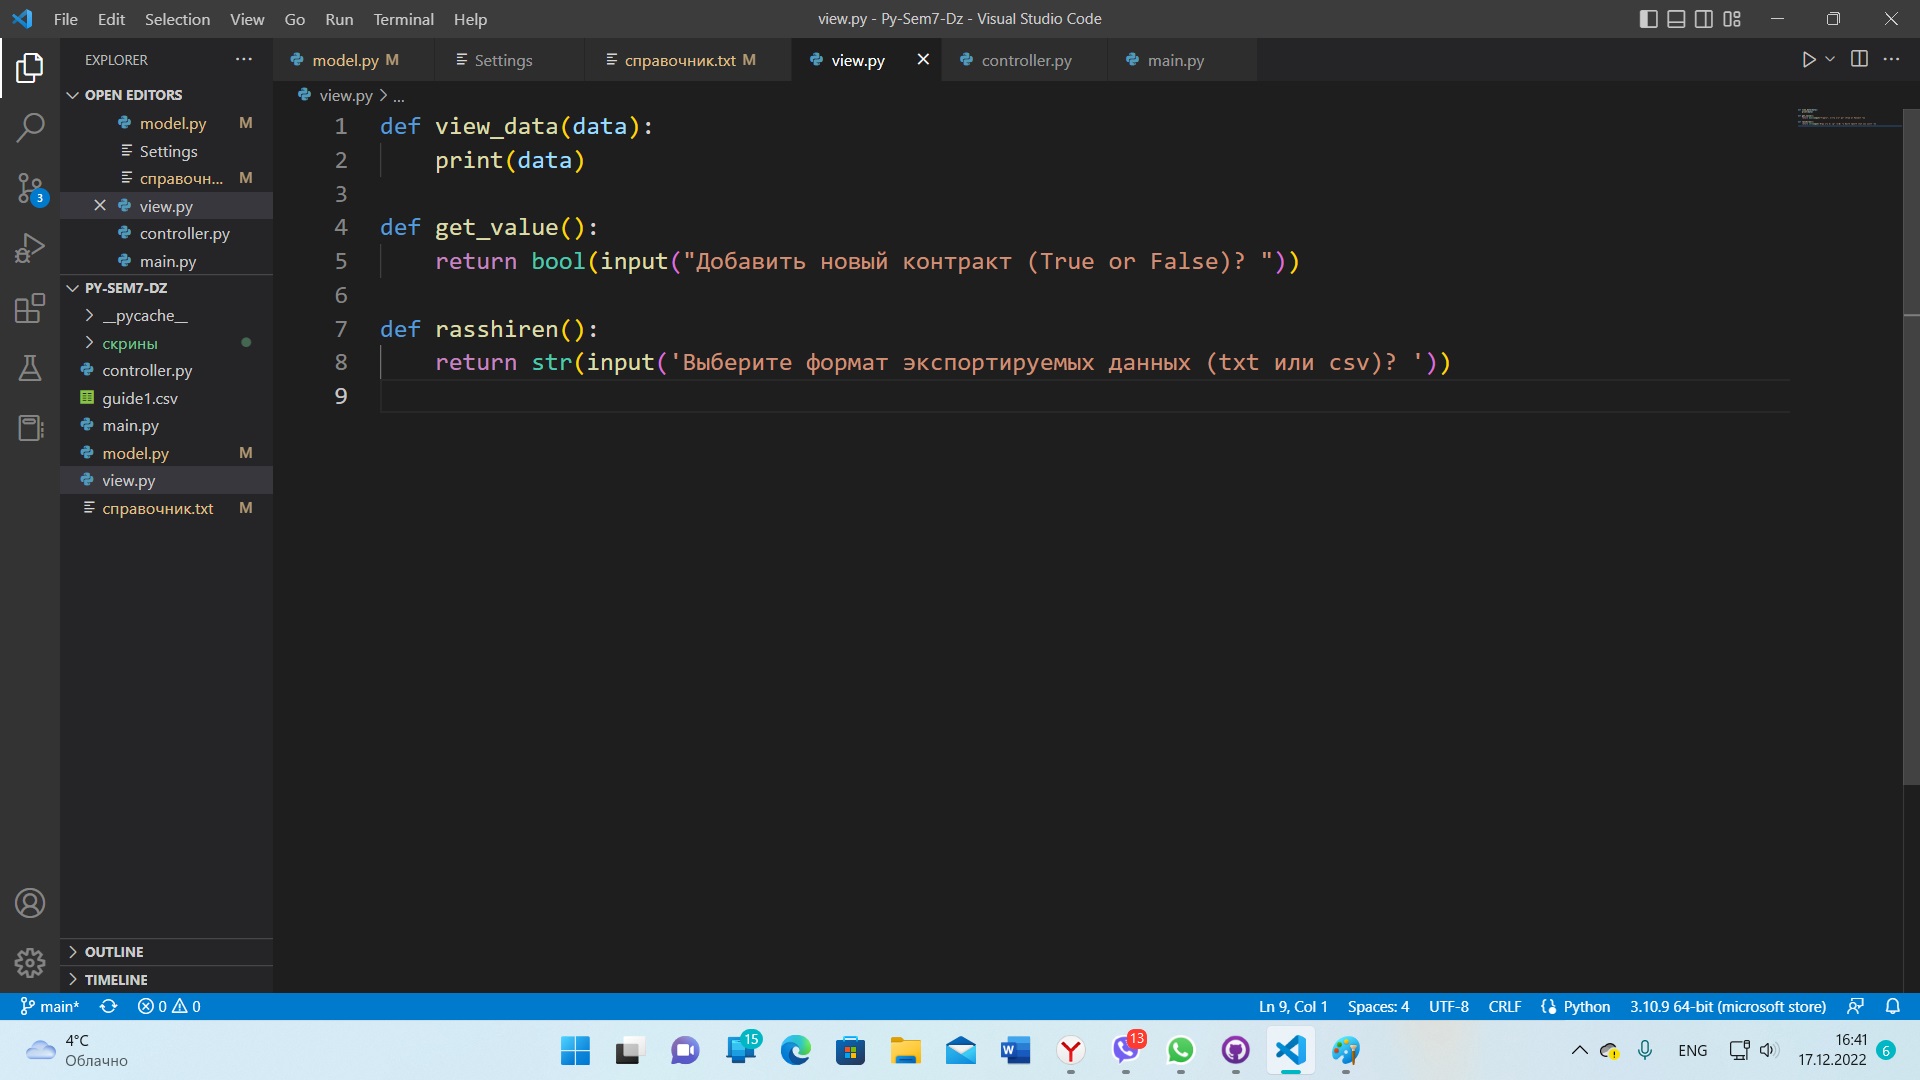 File Edit Selection View Go Run Terminal Help
view.py - Py-Sem7-Dz - Visual Studio Code
EXPLORER
model.py M
Settings
справочник.txt M
view.py
controller.py
main.py
OPEN EDITORS
model.py M
Settings
справочн... M
view.py
controller.py
main.py
3
PY-SEM7-DZ
__pycache__
скрины
controller.py
guide1.csv
main.py
model.py M
view.py
справочник.txt M
OUTLINE
TIMELINE
view.py > ...
1 def view_data(data):
2 print(data)
3
4 def get_value():
5 return bool(input("Добавить новый контракт (True or False)? "))
6
7 def rasshiren():
8 return str(input('Выберите формат экспортируемых данных (txt или csv)? '))
9
main* 0 0
Ln 9, Col 1 Spaces: 4 UTF-8 CRLF Python 3.10.9 64-bit (microsoft store)
4°C
Облачно
15
W
13
ENG
16:41
17.12.2022
6